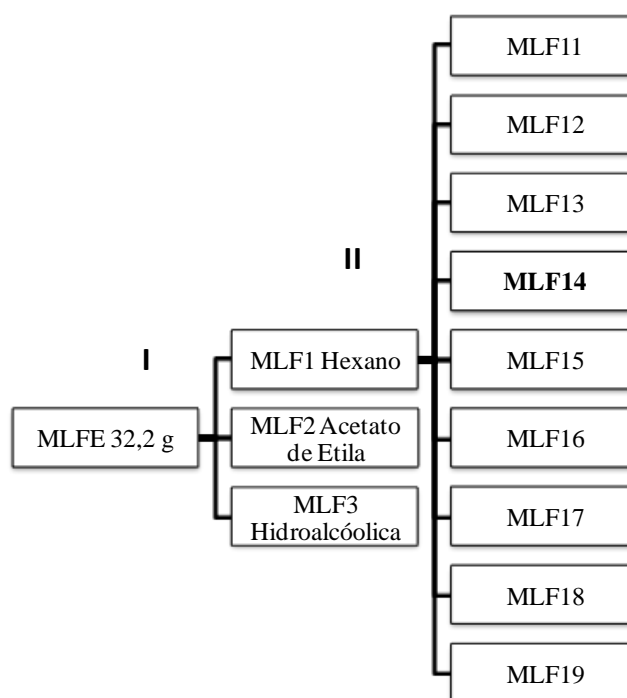 MLF11
MLF12
MLF13
II
MLF14
I
MLF1 Hexano
MLF15
MLFE 32,2 g
MLF2 Acetato
de Etila
MLF16
MLF3
Hidroalcóolica
MLF17
MLF18
MLF19